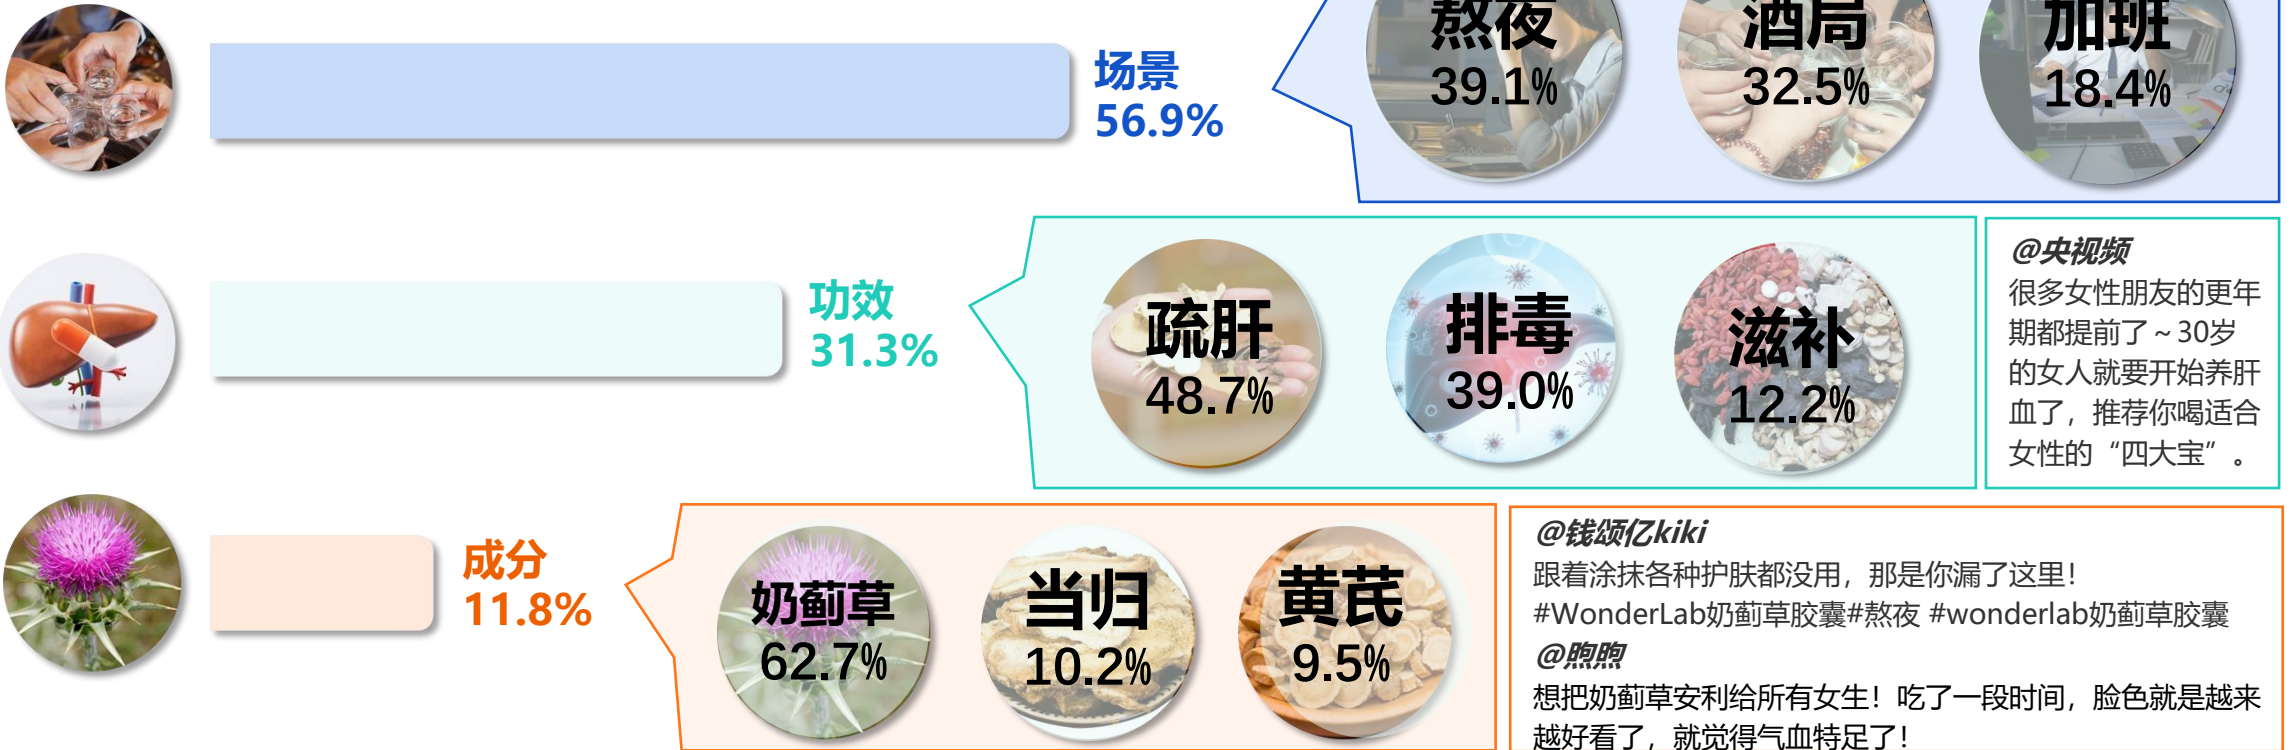 熬夜
39.1%
酒局
32.5%
加班
18.4%
场景
56.9%
功效
31.3%
疏肝
48.7%
排毒
39.0%
滋补
12.2%
@央视频
很多女性朋友的更年
期都提前了～30岁
的女人就要开始养肝
血了，推荐你喝适合
女性的“四大宝”。
成分
11.8%
奶蓟草
62.7%
当归
10.2%
黄芪
9.5%
@钱颂亿kiki
跟着涂抹各种护肤都没用，那是你漏了这里！
#WonderLab奶蓟草胶囊#熬夜 #wonderlab奶蓟草胶囊
@煦煦
想把奶蓟草安利给所有女生！吃了一段时间，脸色就是越来
越好看了，就觉得气血特足了！